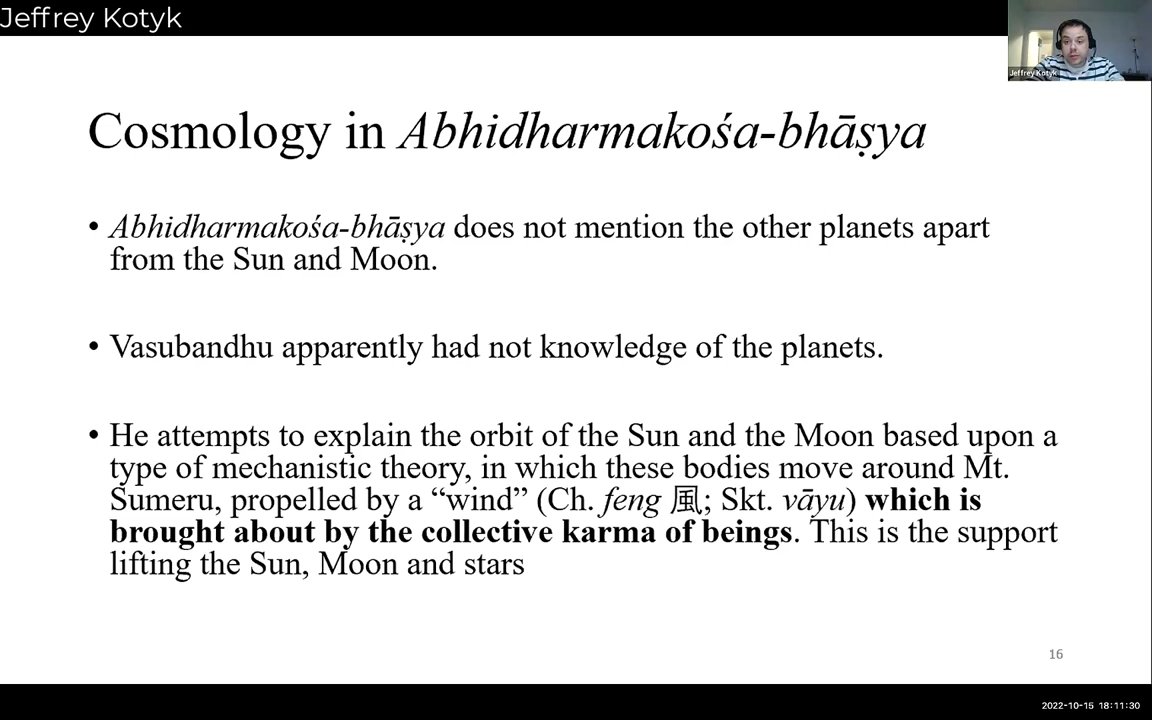 Jeffrey Kotyk
Jeffrey Kotyk
Cosmology in Abhidharmakośa-bhāṣya
• Abhidharmakośa-bhāṣya does not mention the other planets apart
from the Sun and Moon.
• Vasubandhu apparently had not knowledge of the planets.
• He attempts to explain the orbit of the Sun and the Moon based upon a
type of mechanistic theory, in which these bodies move around Mt.
Sumeru, propelled by a “wind” (Ch. feng 風; Skt. vāyu) which is
brought about by the collective karma of beings. This is the support
lifting the Sun, Moon and stars
16
2022-10-15 18:11:30